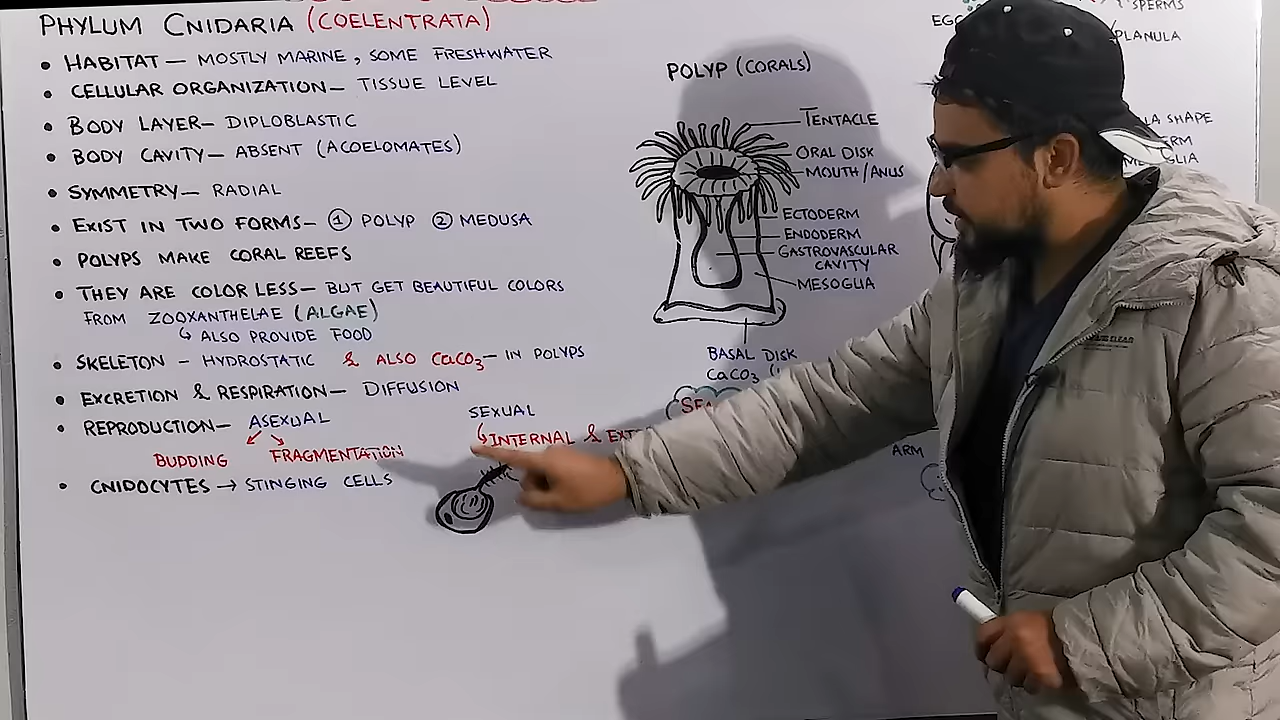 PHYLUM CNIDARIA (COELENTRATA)
• HABITAT — MOSTLY MARINE, SOME FRESHWATER
• CELLULAR ORGANIZATION — TISSUE LEVEL
• BODY LAYER — DIPLOBLASTIC
• BODY CAVITY — ABSENT (ACOELOMATES)
• SYMMETRY — RADIAL
• EXIST IN TWO FORMS — ① POLYP ② MEDUSA
• POLYPS MAKE CORAL REEFS
• THEY ARE COLOR LESS — BUT GET BEAUTIFUL COLORS
FROM ZOOXANTHELAE (ALGAE)
↳ ALSO PROVIDE FOOD
• SKELETON – HYDROSTATIC & ALSO CaCO₃ — IN POLYPS
• EXCRETION & RESPIRATION — DIFFUSION
• REPRODUCTION — ASEXUAL SEXUAL
BUDDING FRAGMENTATION ↳ INTERNAL &
• CNIDOCYTES → STINGING CELLS
POLYP (CORALS)
TENTACLE
ORAL DISK
MOUTH/ANUS
ECTODERM
ENDODERM
GASTROVASCULAR
CAVITY
MESOGLIA
BASAL DISK
CaCO₃
SPERMS
PLANULA
SHAPE
ARM